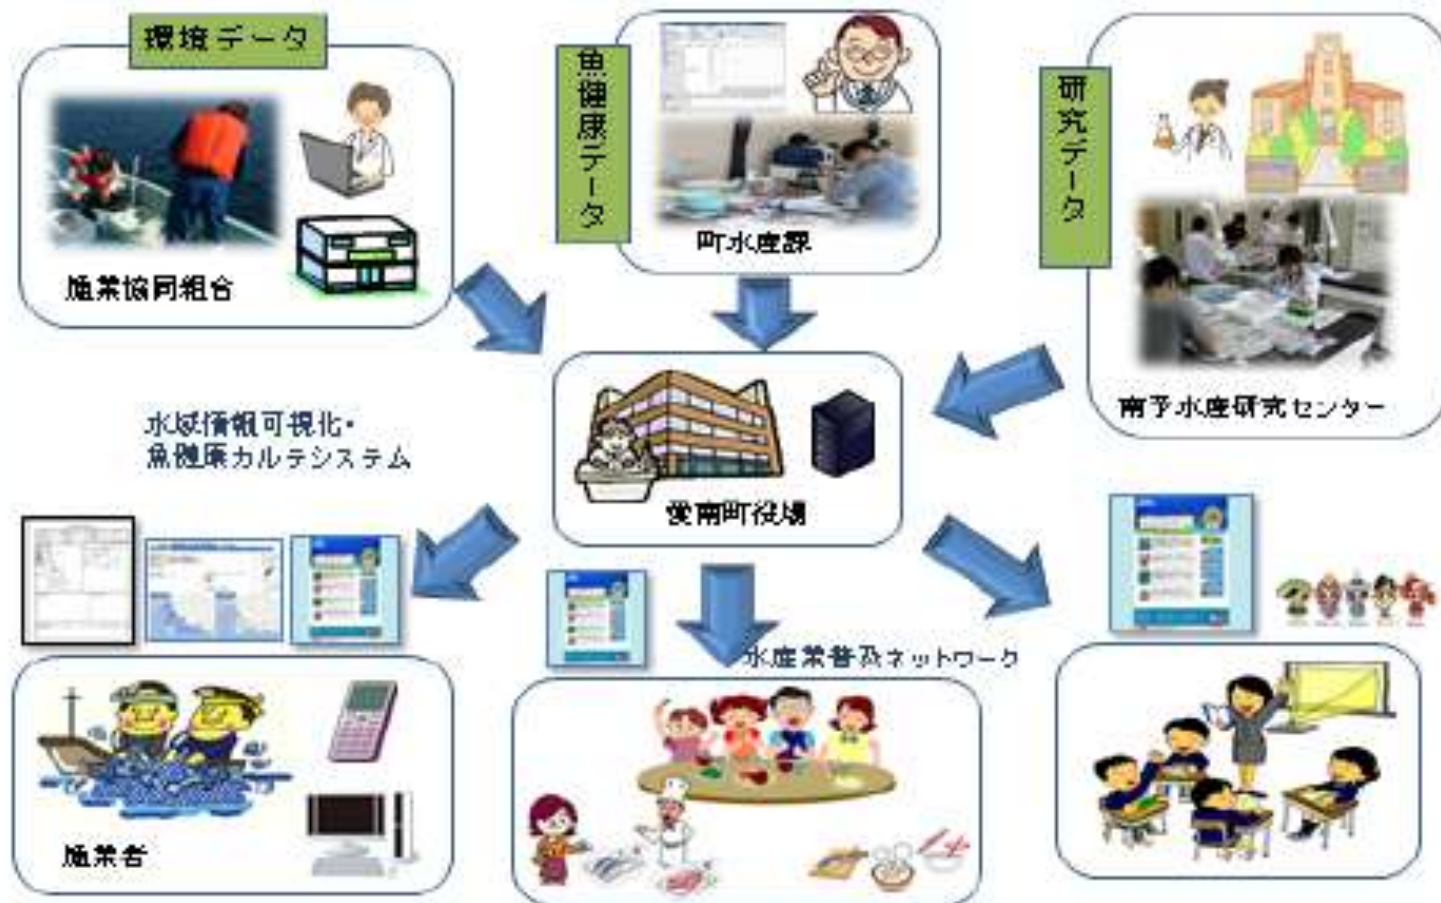 環境データ
漁業協同組合
魚健康データ
町水産課
研究データ
南予水産研究センター
愛南町役場
水域情報可視化・
魚健康カルテシステム
水産業普及ネットワーク
漁業者